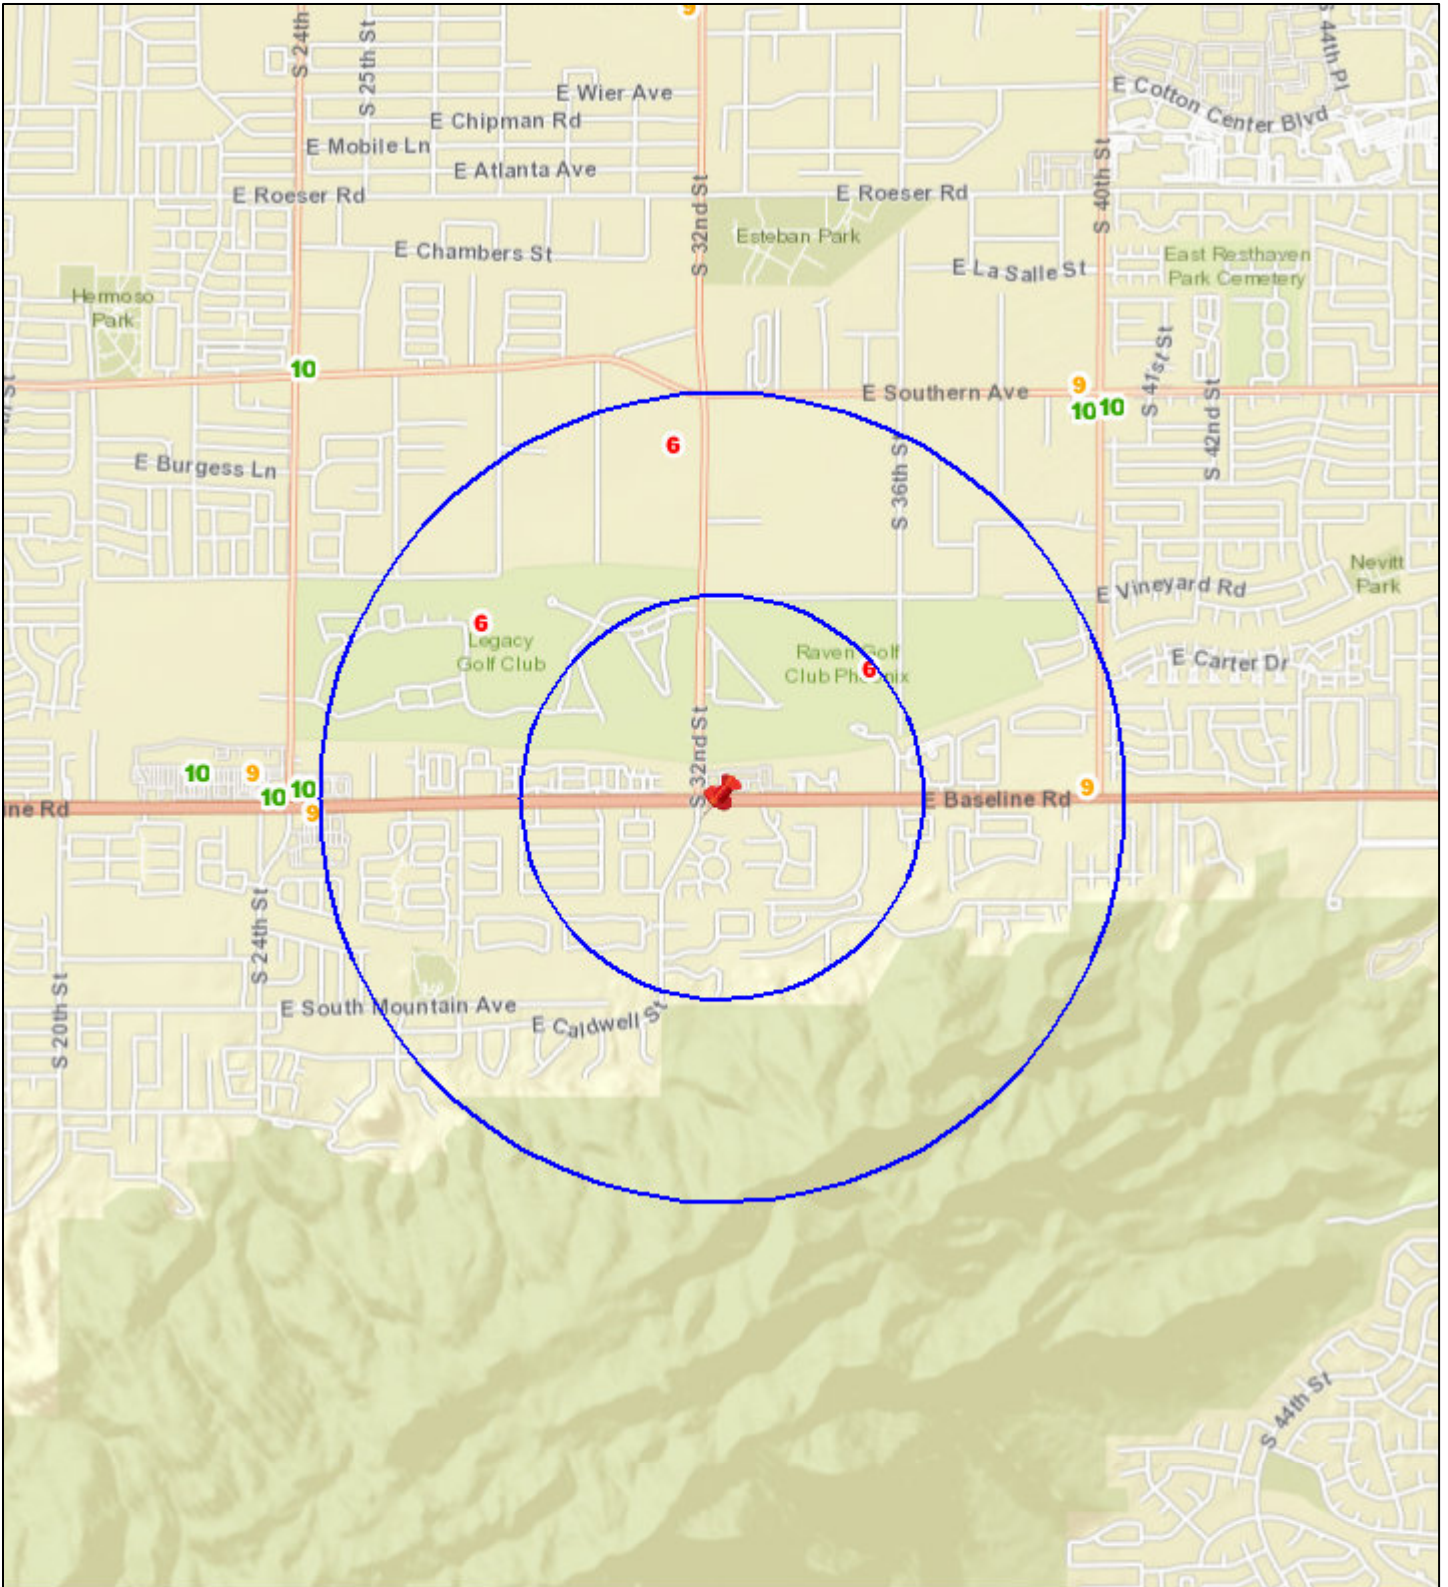 9
S 24th
S 25th St
S 44th Pl
E Wier Ave
E Cotton Center Blvd
E Chipman Rd
E Mobile Ln
E Atlanta Ave
S 40th St
E Roeser Rd
E Roeser Rd
S 32nd St
Esteban Park
E Chambers St
E La Salle St
East Resthaven
Park Cemetery
Hermoso
Park
10
S 41st St
9
E Southern Ave
10
10
S 42nd St
6
E Burgess Ln
S 36th St
Nevitt
Park
E Vineyard Rd
6
Legacy
Golf Club
Raven Golf
Club Phoenix
6
E Carter Dr
S 32nd St
10
9
10
10
9
9
ine Rd
E Baseline Rd
S 24th St
S 20th St
E South Mountain Ave
E Caldwell St
S 44th St